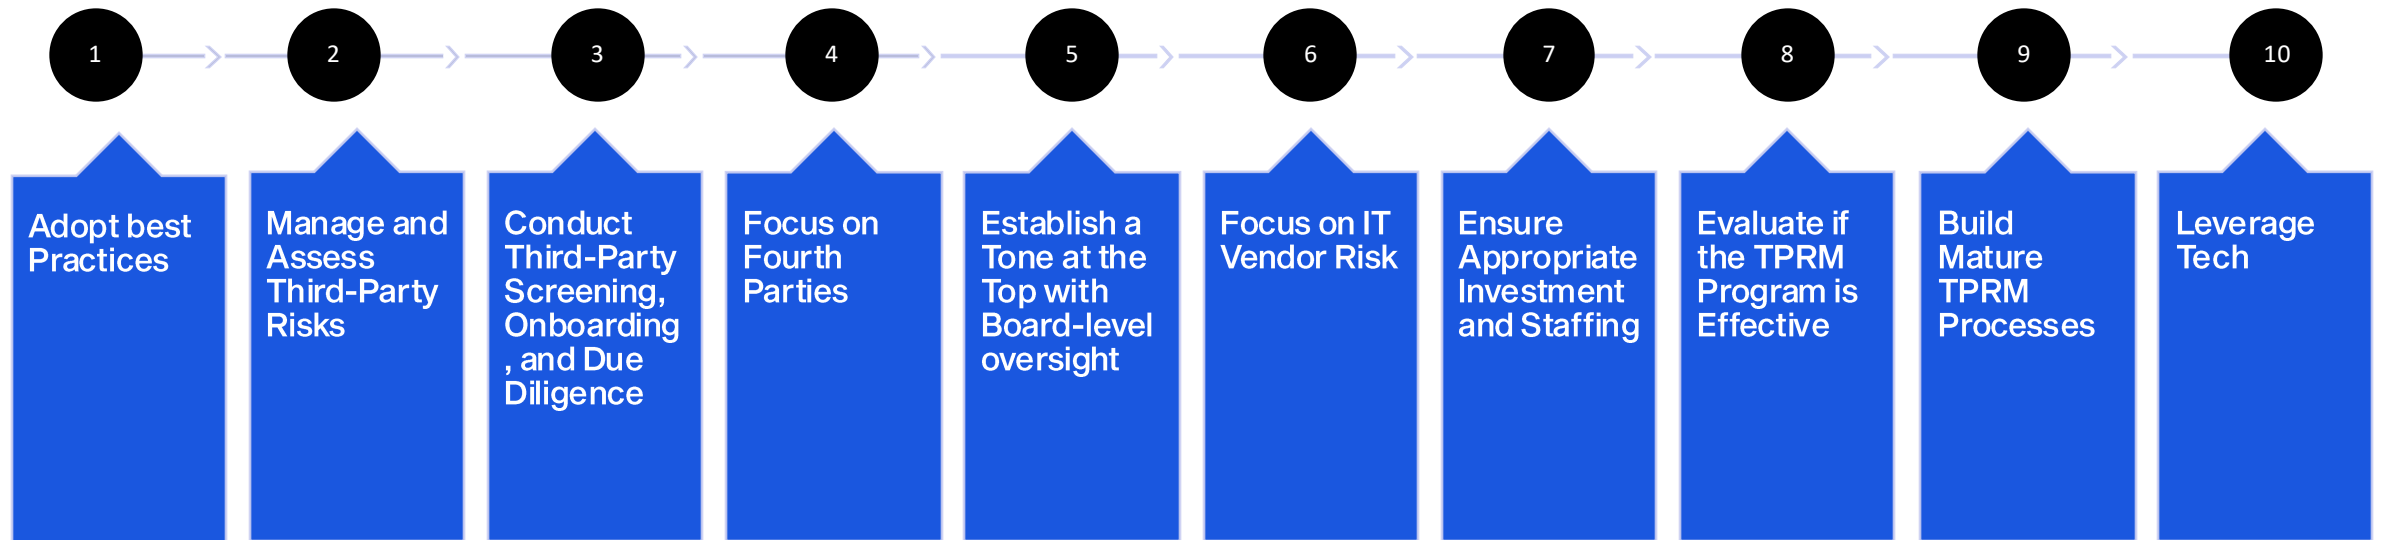 1
2
3
4
5
6
7
8
9
10
Adopt best
Practices
Manage and
Assess
Third-Party
Risks
Conduct
Third-Party
Screening,
Onboarding
, and Due
Diligence
Focus on
Fourth
Parties
Establish a
Tone at the
Top with
Board-level
oversight
Focus on IT
Vendor Risk
Ensure
Appropriate
Investment
and Staffing
Evaluate if
the TPRM
Program is
Effective
Build
Mature
TPRM
Processes
Leverage
Tech